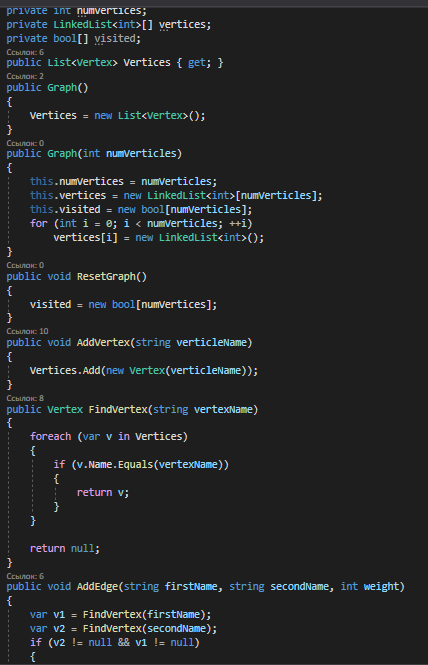 private int numVertices;
private LinkedList<int>[] vertices;
private bool[] visited;
Ссылок: 6
public List<Vertex> Vertices { get; }
Ссылок: 2
public Graph()
{
    Vertices = new List<Vertex>();
}
Ссылок: 0
public Graph(int numVerticles)
{
    this.numVertices = numVerticles;
    this.vertices = new LinkedList<int>[numVerticles];
    this.visited = new bool[numVerticles];
    for (int i = 0; i < numVerticles; ++i)
        vertices[i] = new LinkedList<int>();
}
Ссылок: 0
public void ResetGraph()
{
    visited = new bool[numVertices];
}
Ссылок: 10
public void AddVertex(string verticleName)
{
    Vertices.Add(new Vertex(verticleName));
}
Ссылок: 8
public Vertex FindVertex(string vertexName)
{
    foreach (var v in Vertices)
    {
        if (v.Name.Equals(vertexName))
        {
            return v;
        }
    }

    return null;
}
Ссылок: 6
public void AddEdge(string firstName, string secondName, int weight)
{
    var v1 = FindVertex(firstName);
    var v2 = FindVertex(secondName);
    if (v2 != null && v1 != null)
    {